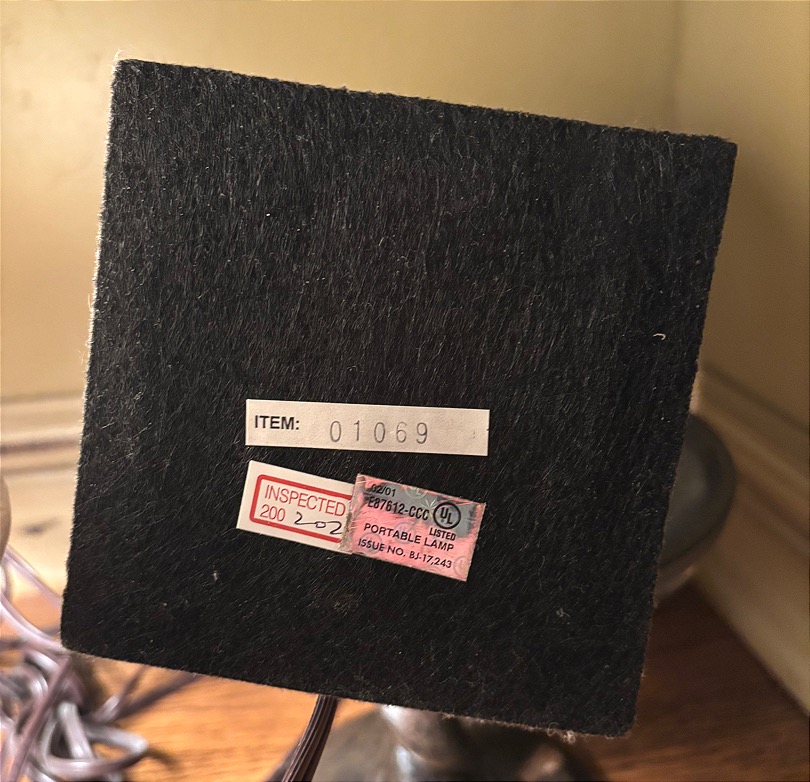 ITEM: 01069
INSPECTED
200 202
02/01
E87612-CCC UL
LISTED
PORTABLE LAMP
ISSUE NO. BJ-17,243